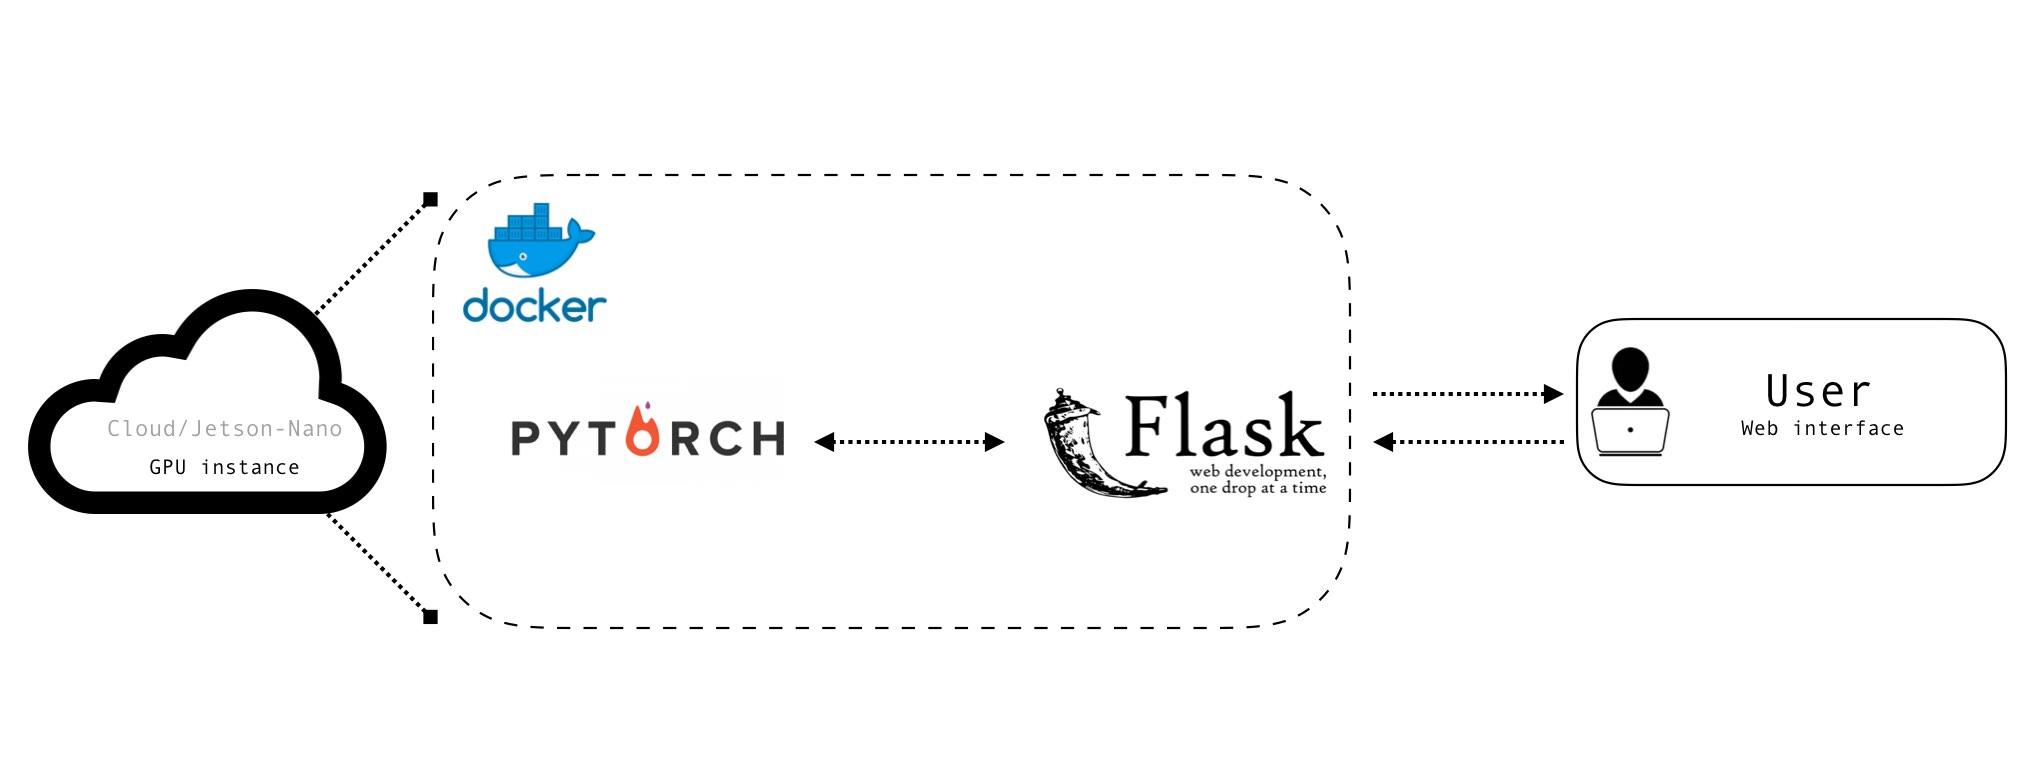 docker
Cloud/Jetson-Nano
GPU instance
PYTORCH
Flask
web development,
one drop at a time
User
Web interface